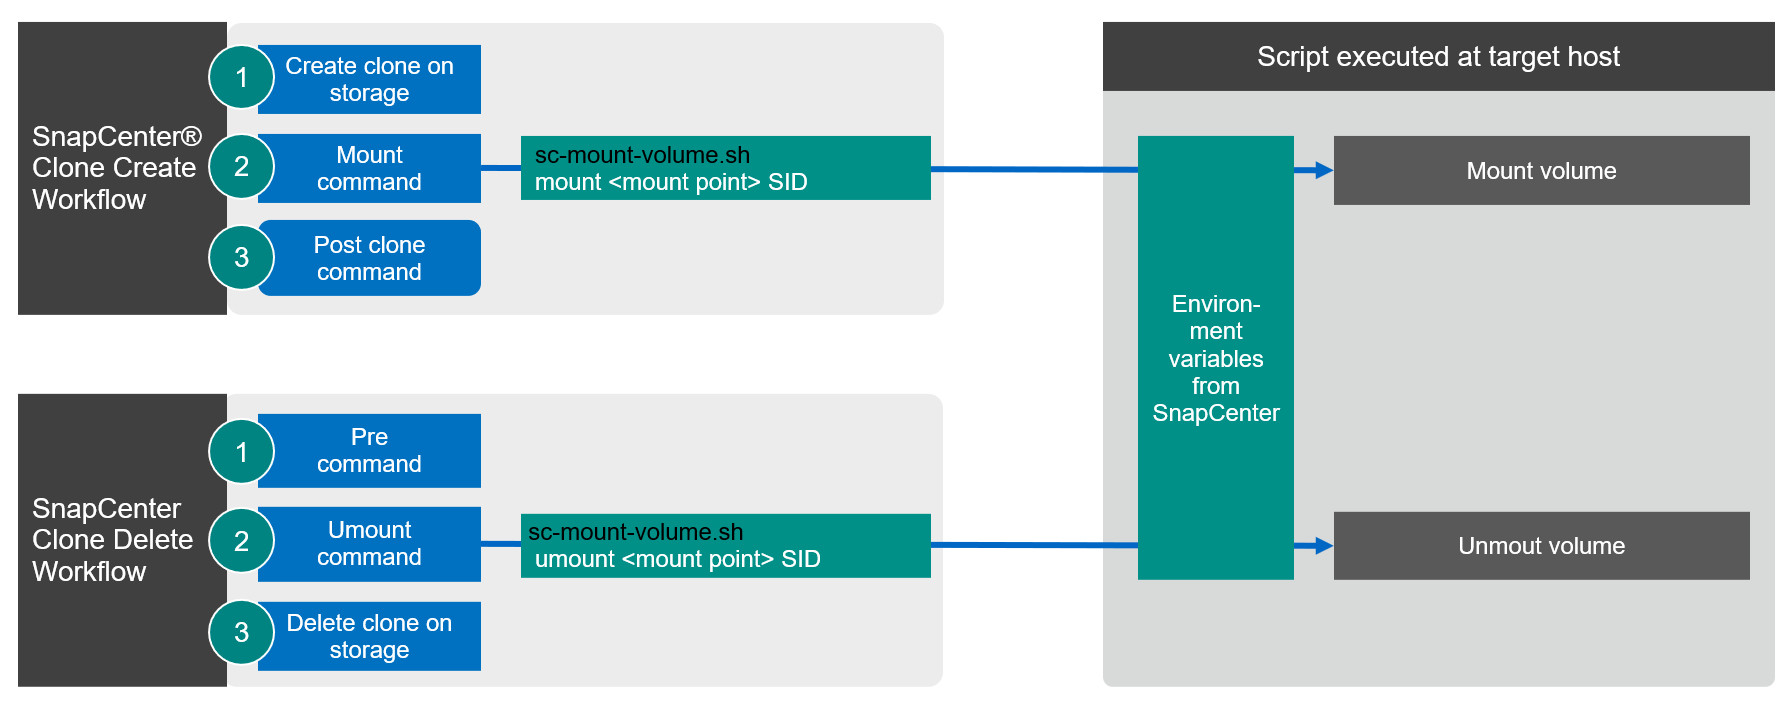 SnapCenter®
Clone Create
Workflow
1
Create clone on
storage
2
Mount
command
sc-mount-volume.sh
mount <mount point> SID
3
Post clone
command
SnapCenter
Clone Delete
Workflow
1
Pre
command
2
Umount
command
sc-mount-volume.sh
umount <mount point> SID
3
Delete clone on
storage
Script executed at target host
Environ-
ment
variables
from
SnapCenter
Mount volume
Unmout volume